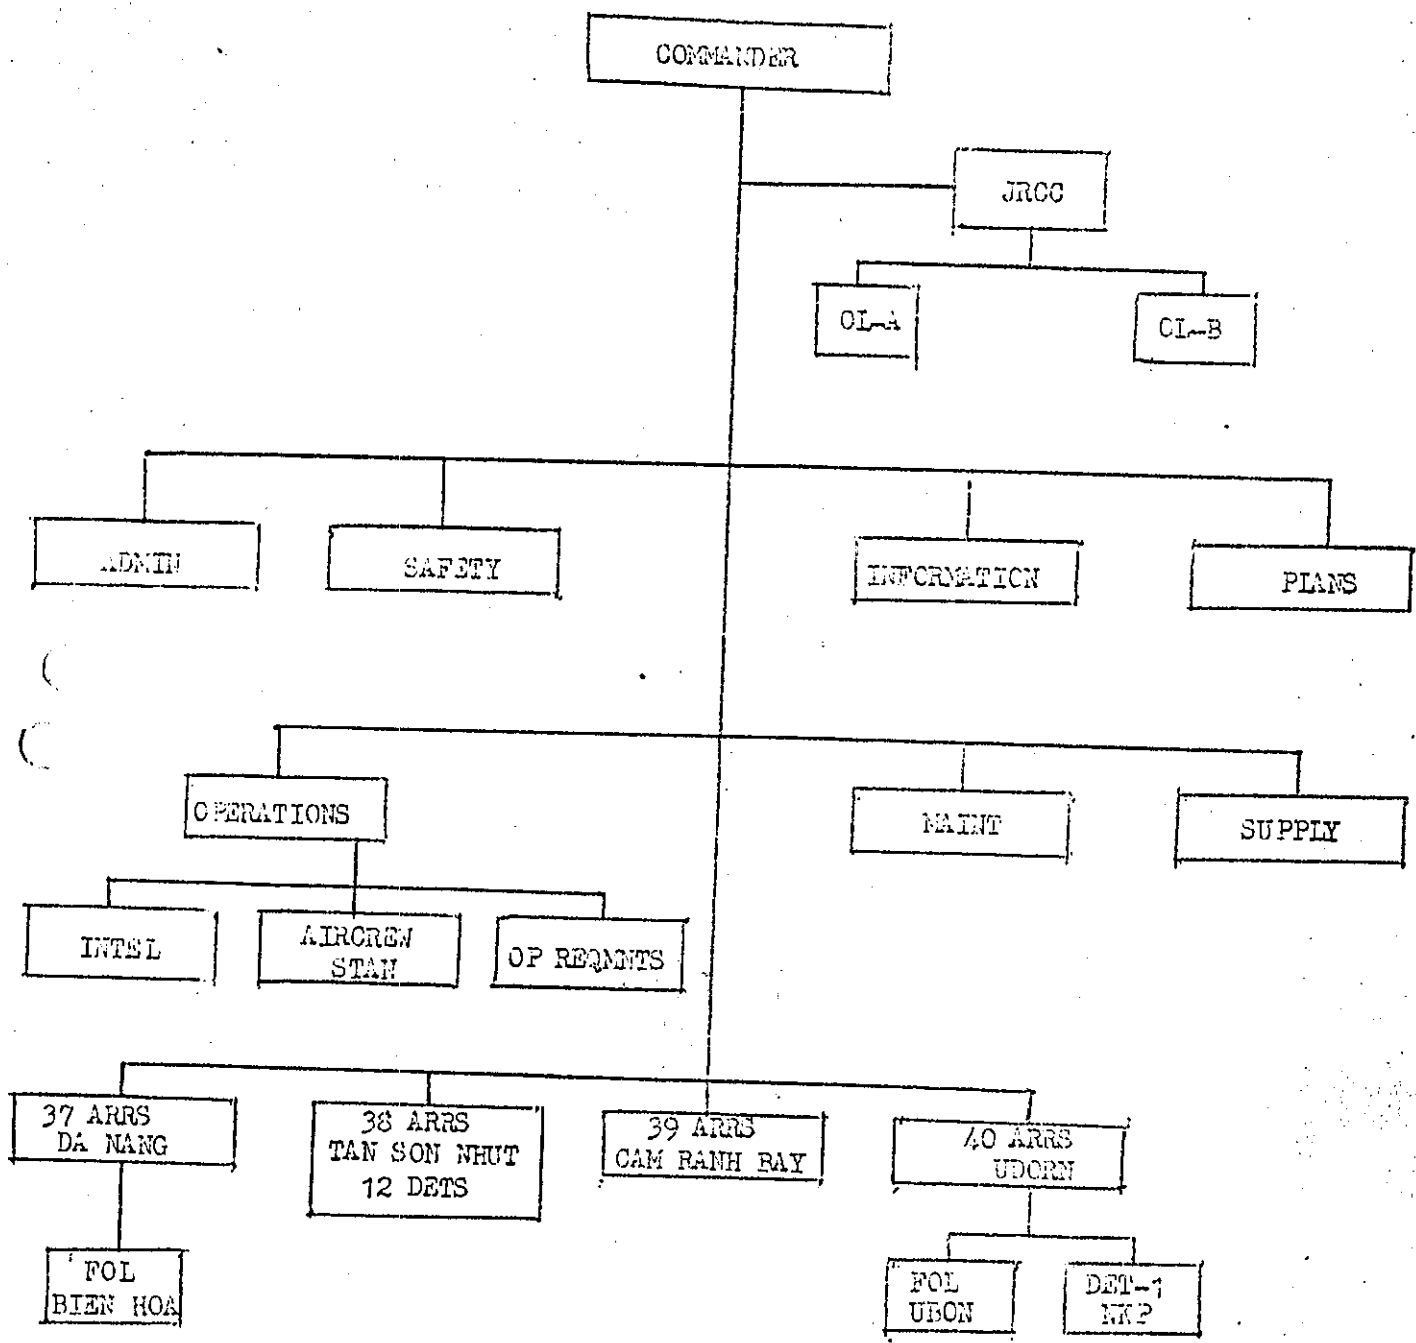 COMMANDER
JRCC
OL-A
OL-B
ADMIN
SAFETY
INFORMATION
PLANS
OPERATIONS
MAINT
SUPPLY
INTEL
AIRCREW
STAN
OP REQMNTS
37 ARRS
DA NANG
38 ARRS
TAN SON NHUT
12 DETS
39 ARRS
CAM RANH BAY
40 ARRS
UDORN
FOL
BIEN HOA
FOL
UBON
DET-1
NKP